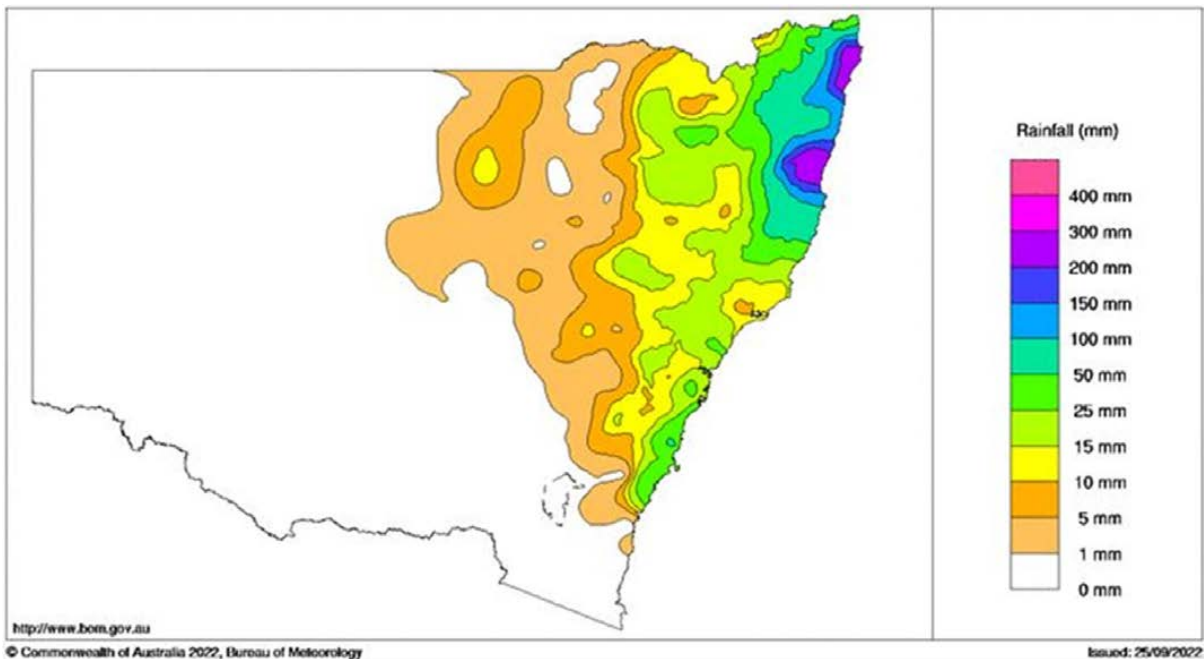 Rainfall (mm)
400 mm
300 mm
200 mm
150 mm
100 mm
50 mm
25 mm
15 mm
10 mm
5 mm
1 mm
0 mm
http://www.bom.gov.au
© Commonwealth of Australia 2022, Bureau of Meteorology
Issued: 25/09/2022